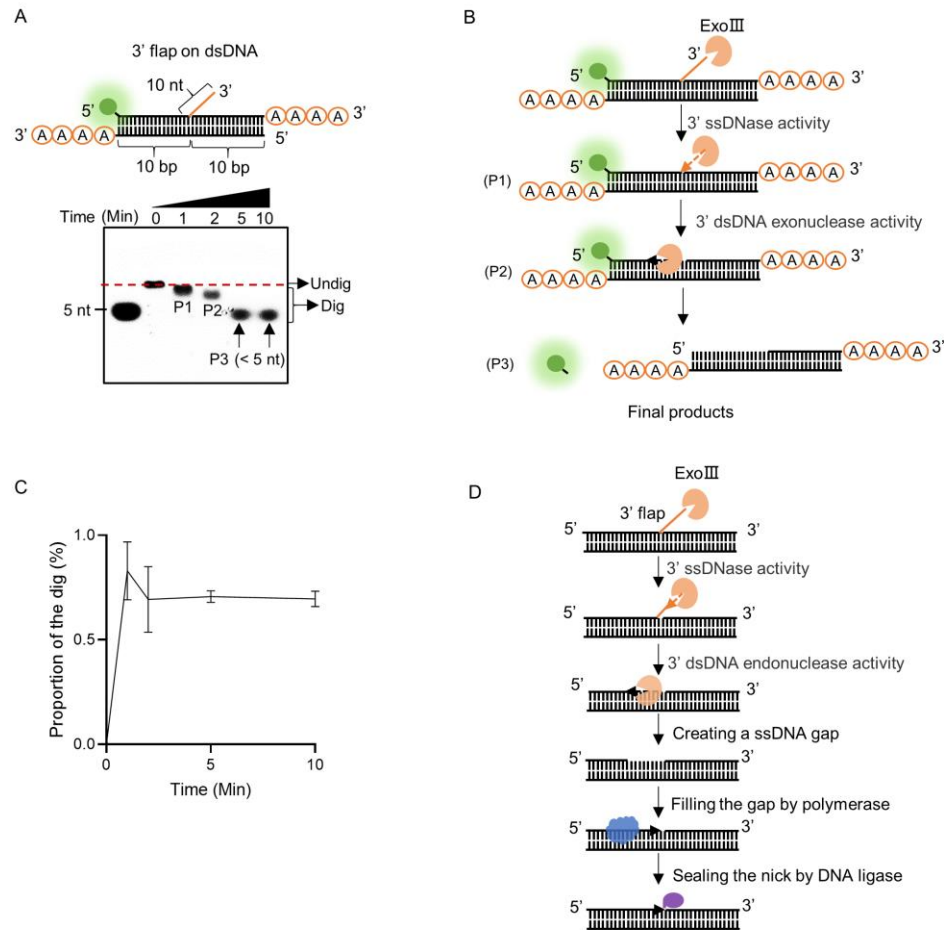 A
3' flap on dsDNA
10 nt
3'
5'
A A A A 3'
3' A A A A
5'
10 bp 10 bp
Time (Min) 0 1 2 5 10
Undig
5 nt
P1 P2
Dig
P3 (< 5 nt)
B
ExoIII
3'
5'
A A A A 3'
A A A A
3' ssDNase activity
5'
(P1)
A A A A 3'
A A A A
3' dsDNA exonuclease activity
5'
(P2)
A A A A 3'
A A A A
5'
(P3)
A A A A 3'
A A A A
Final products
C
Proportion of the dig (%)
1.0
0.5
0.0
0 5 10
Time (Min)
D
ExoIII
3' flap
5' 3'
3' ssDNase activity
5' 3'
3' dsDNA endonuclease activity
5' 3'
Creating a ssDNA gap
5' 3'
Filling the gap by polymerase
5' 3'
Sealing the nick by DNA ligase
5' 3'